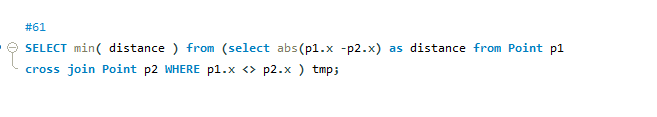 #61
SELECT min( distance ) from (select abs(p1.x -p2.x) as distance from Point p1
cross join Point p2 WHERE p1.x <> p2.x ) tmp;